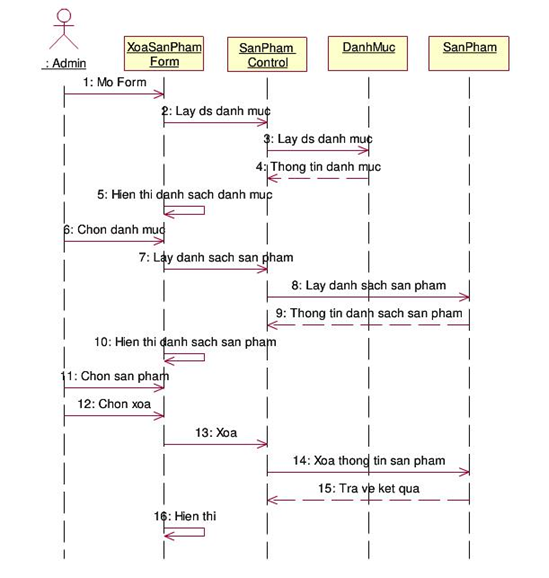 : Admin
XoaSanPham
Form
SanPham
Control
DanhMuc
SanPham
1: Mo Form
2: Lay ds danh muc
3: Lay ds danh muc
4: Thong tin danh muc
5: Hien thi danh sach danh muc
6: Chon danh muc
7: Lay danh sach san pham
8: Lay danh sach san pham
9: Thong tin danh sach san pham
10: Hien thi danh sach san pham
11: Chon san pham
12: Chon xoa
13: Xoa
14: Xoa thong tin san pham
15: Tra ve ket qua
16: Hien thi